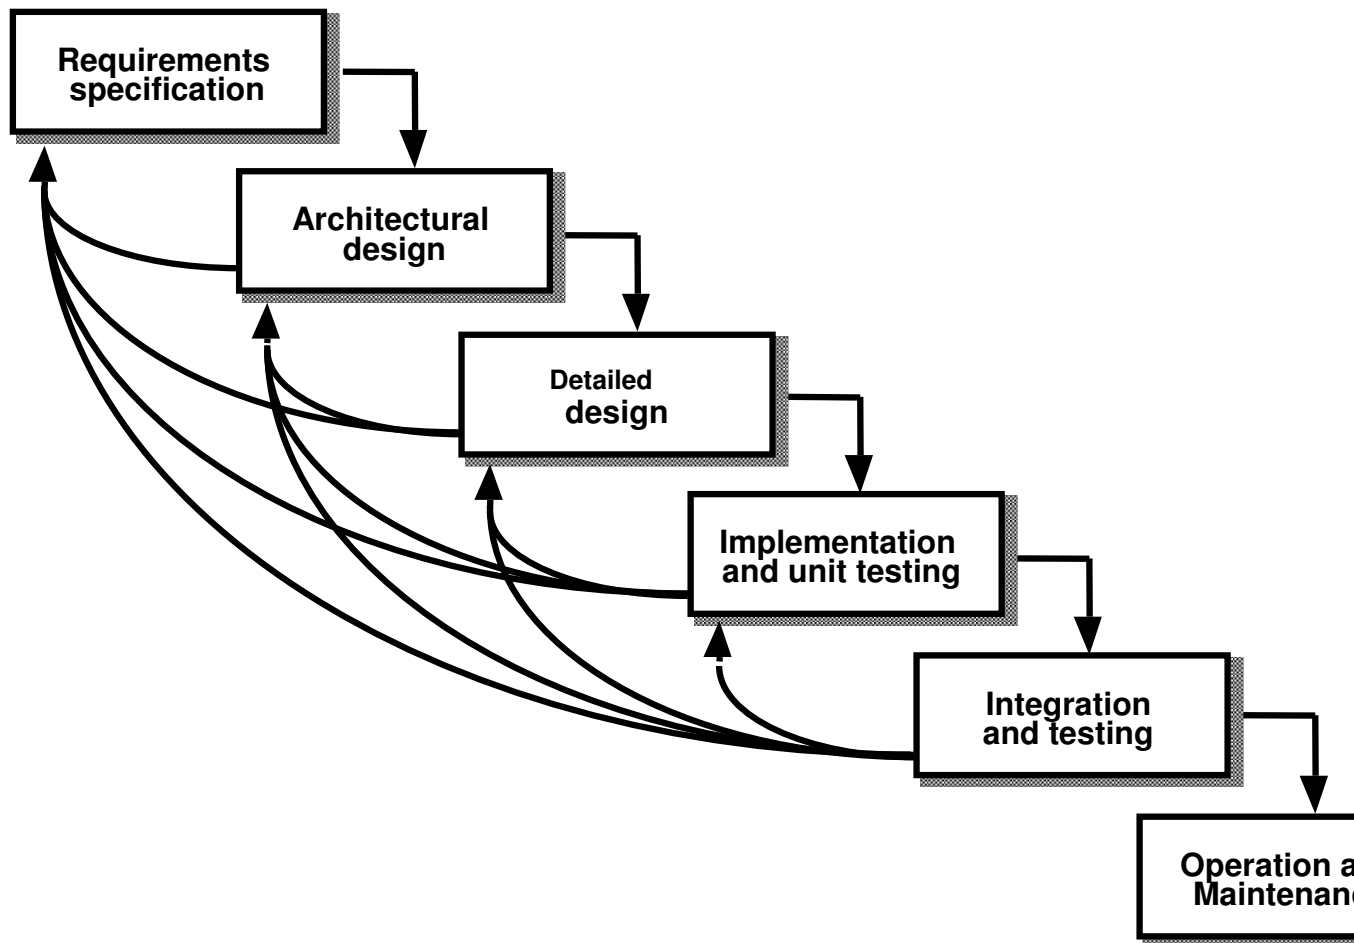 Requirements
specification
Architectural
design
Detailed
design
Implementation
and unit testing
Integration
and testing
Operation a
Maintenanc